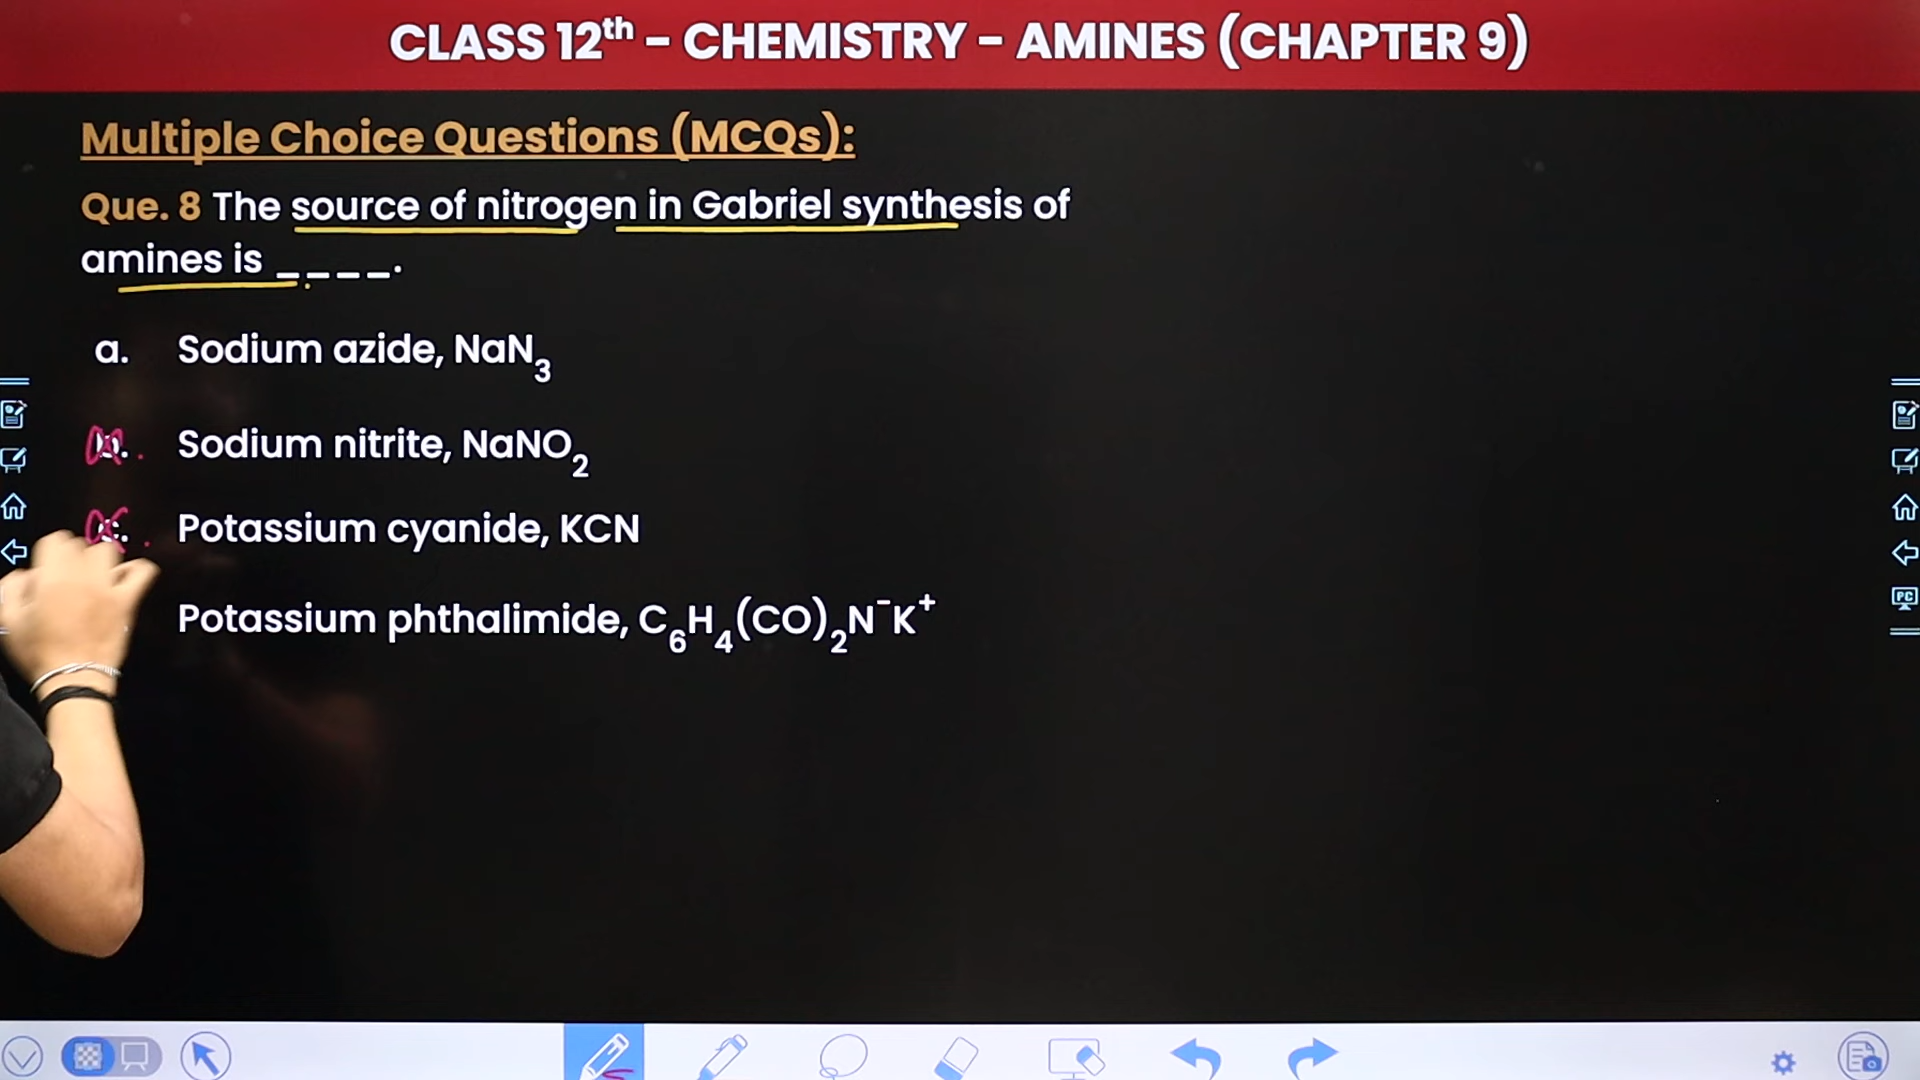 CLASS 12th - CHEMISTRY - AMINES (CHAPTER 9)
Multiple Choice Questions (MCQs):
Que. 8 The source of nitrogen in Gabriel synthesis of
amines is ____.
a. Sodium azide, NaN3
b. Sodium nitrite, NaNO2
c. Potassium cyanide, KCN
Potassium phthalimide, C6H4(CO)2N⁻K⁺
PC